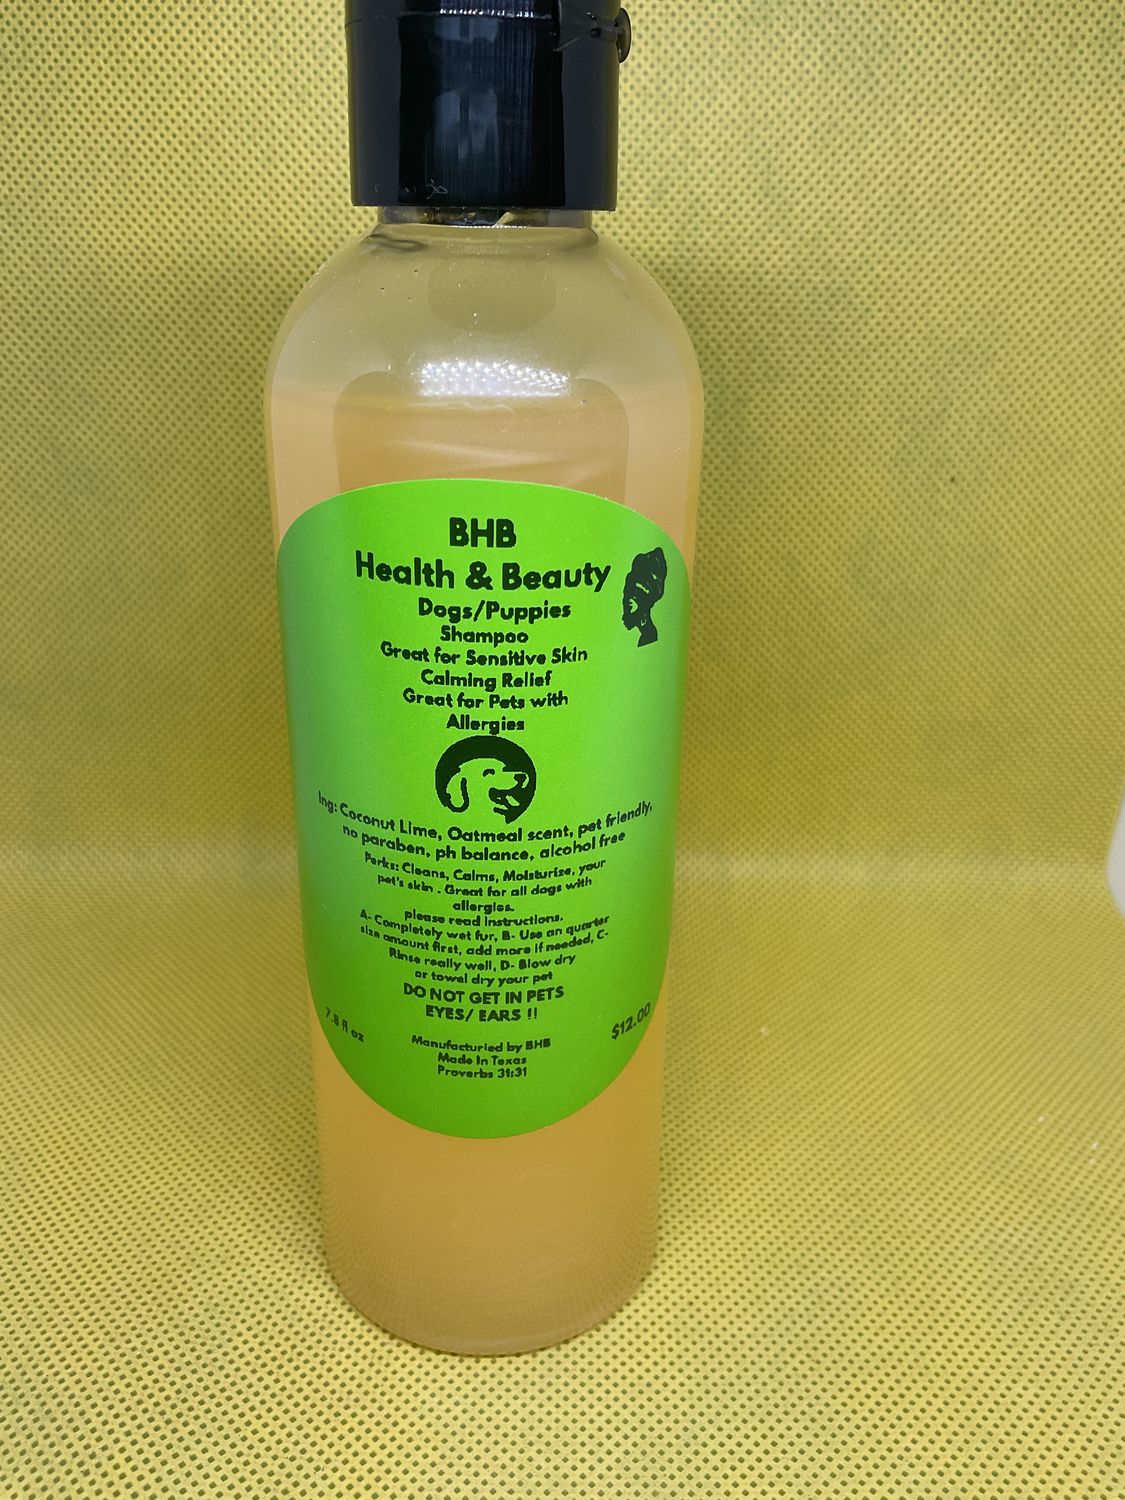 BHB
Health & Beauty
Dogs/Puppies
Shampoo
Great for Sensitive Skin
Calming Relief
Great for Pets with
Allergies
Ing: Coconut Lime, Oatmeal scent, pet friendly,
no paraben, ph balance, alcohol free
Perks: Cleans, Calms, Moisturize, your
pet's skin . Great for all dogs with
allergies.
please read instructions.
A- Completely wet fur, B- Use an quarter
size amount first, add more if needed, C-
Rinse really well, D- Blow dry
or towel dry your pet
DO NOT GET IN PETS
EYES/ EARS !!
7.8 fl oz
$12.00
Manufacturied by BHB
Made In Texas
Proverbs 31:31